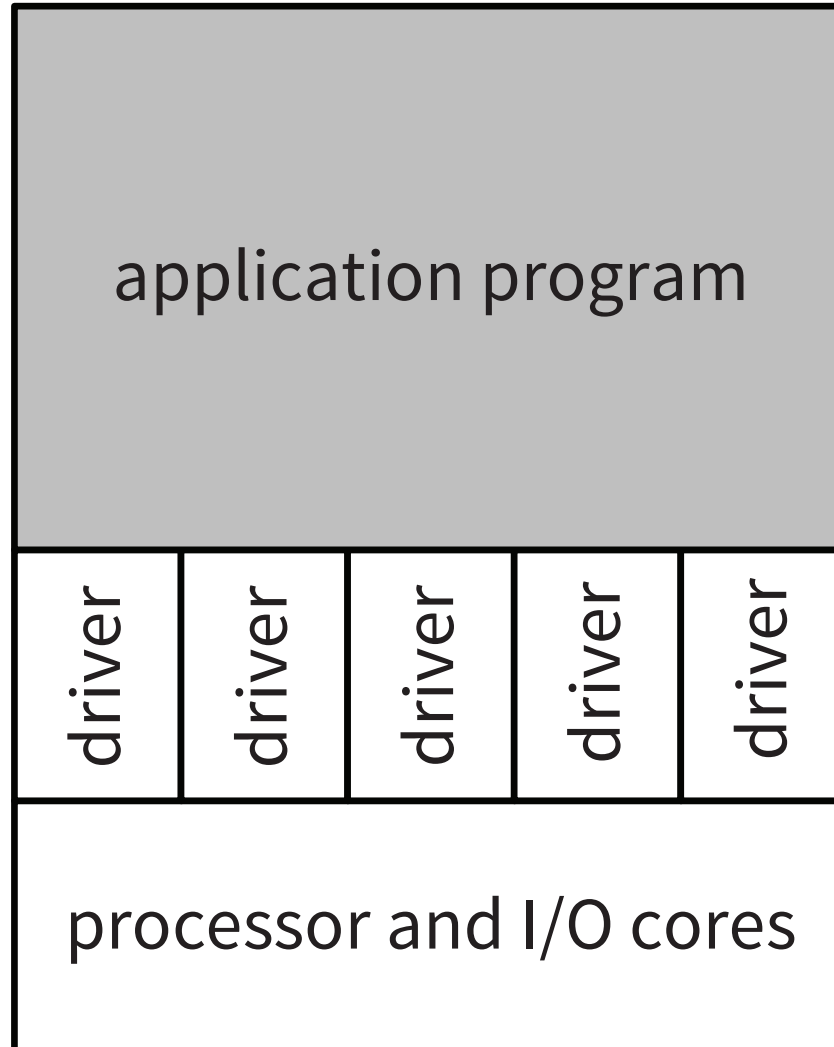 application program
driver
driver
driver
driver
driver
processor and I/O cores